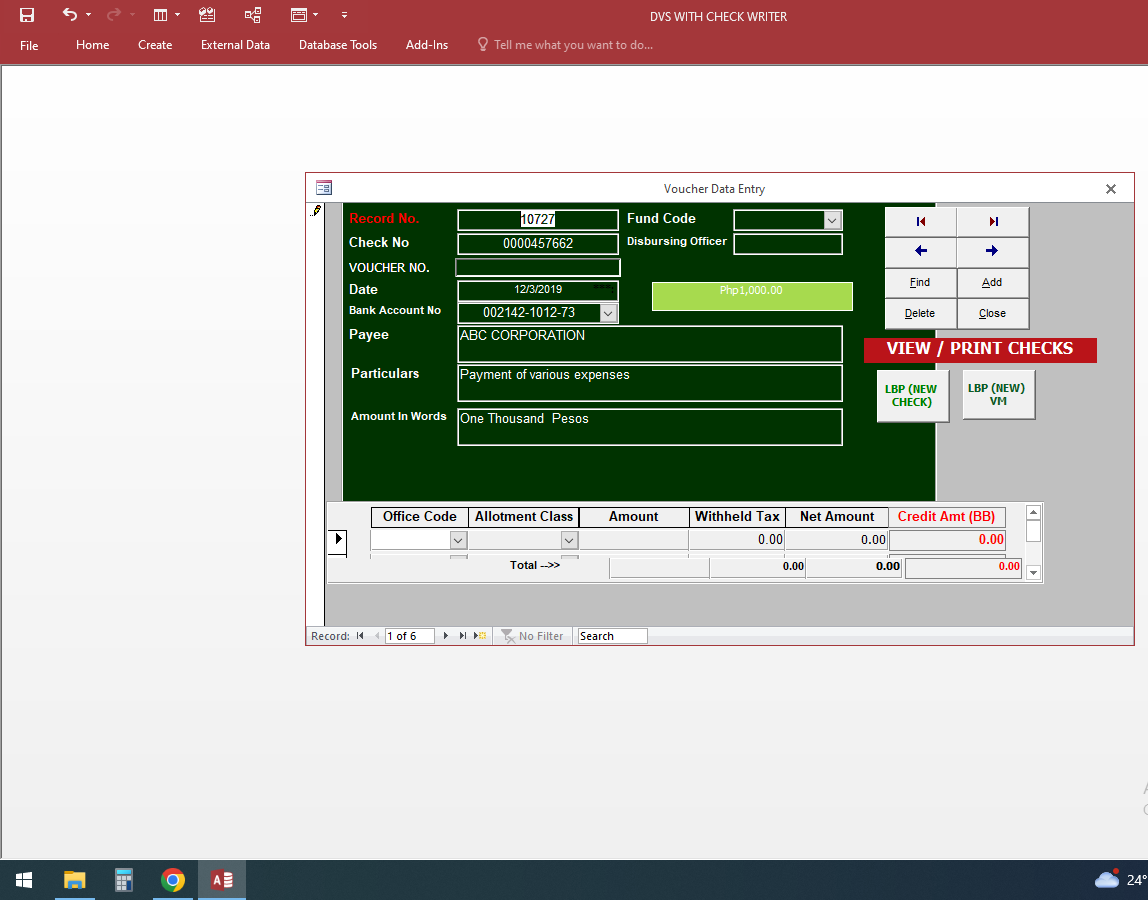 DVS WITH CHECK WRITER
File Home Create External Data Database Tools Add-Ins Tell me what you want to do...
Voucher Data Entry
Record No. 10727 Fund Code
Check No 0000457662 Disbursing Officer
VOUCHER NO.
Date 12/3/2019 Php1,000.00
Bank Account No 002142-1012-73
Payee ABC CORPORATION
Particulars Payment of various expenses
Amount In Words One Thousand  Pesos
Find Add
Delete Close
VIEW / PRINT CHECKS
LBP (NEW
CHECK)
LBP (NEW)
VM
Office Code Allotment Class Amount Withheld Tax Net Amount Credit Amt (BB)
0.00 0.00 0.00
Total -->> 0.00 0.00 0.00
Record: 1 of 6 No Filter Search
24°